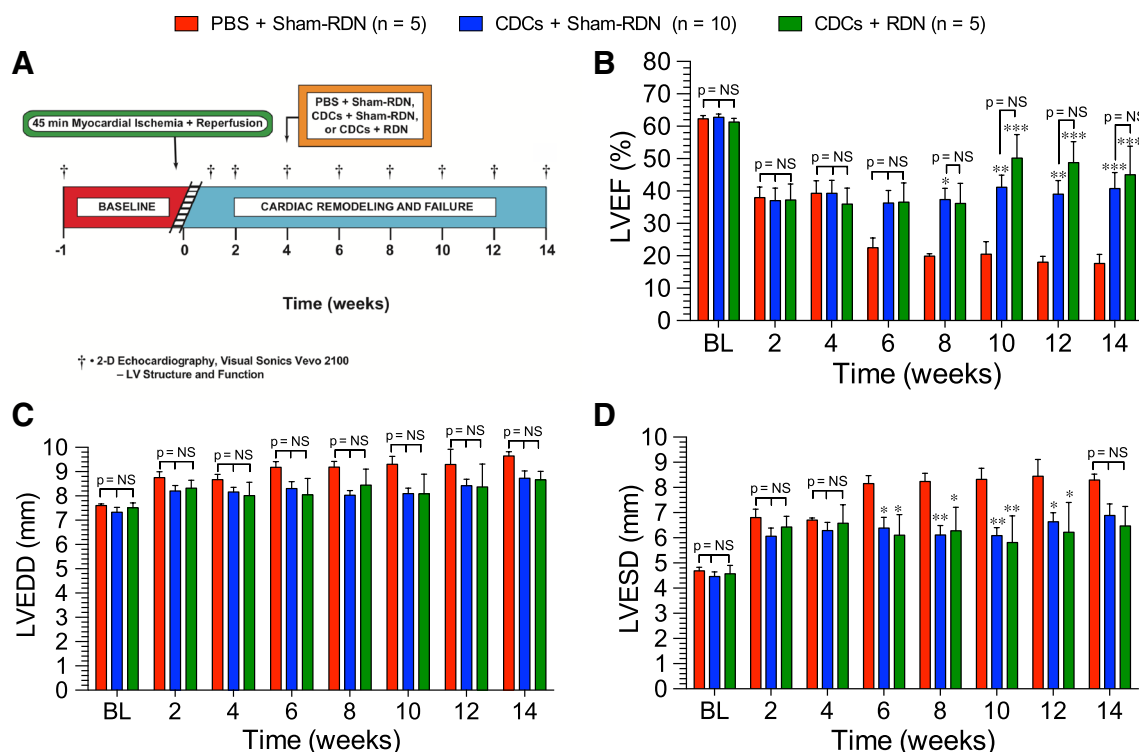 PBS + Sham-RDN (n = 5) CDCs + Sham-RDN (n = 10) CDCs + RDN (n = 5)
A
45 min Myocardial Ischemia + Reperfusion
PBS + Sham-RDN,
CDCs + Sham-RDN,
or CDCs + RDN
† † † † † † † †
BASELINE CARDIAC REMODELING AND FAILURE
-1 0 2 4 6 8 10 12 14
Time (weeks)
† • 2-D Echocardiography, Visual Sonics Vevo 2100
– LV Structure and Function
B
LVEF (%)
80
70
60
50
40
30
20
10
0
p = NS p = NS p = NS p = NS p = NS p = NS p = NS p = NS
* ** *** ** *** *** ***
BL 2 4 6 8 10 12 14
Time (weeks)
C
LVEDD (mm)
10
9
8
7
6
5
4
3
2
1
0
p = NS p = NS p = NS p = NS p = NS p = NS p = NS p = NS
BL 2 4 6 8 10 12 14
Time (weeks)
D
LVESD (mm)
10
9
8
7
6
5
4
3
2
1
0
p = NS p = NS p = NS p = NS
* * ** * ** ** * *
BL 2 4 6 8 10 12 14
Time (weeks)